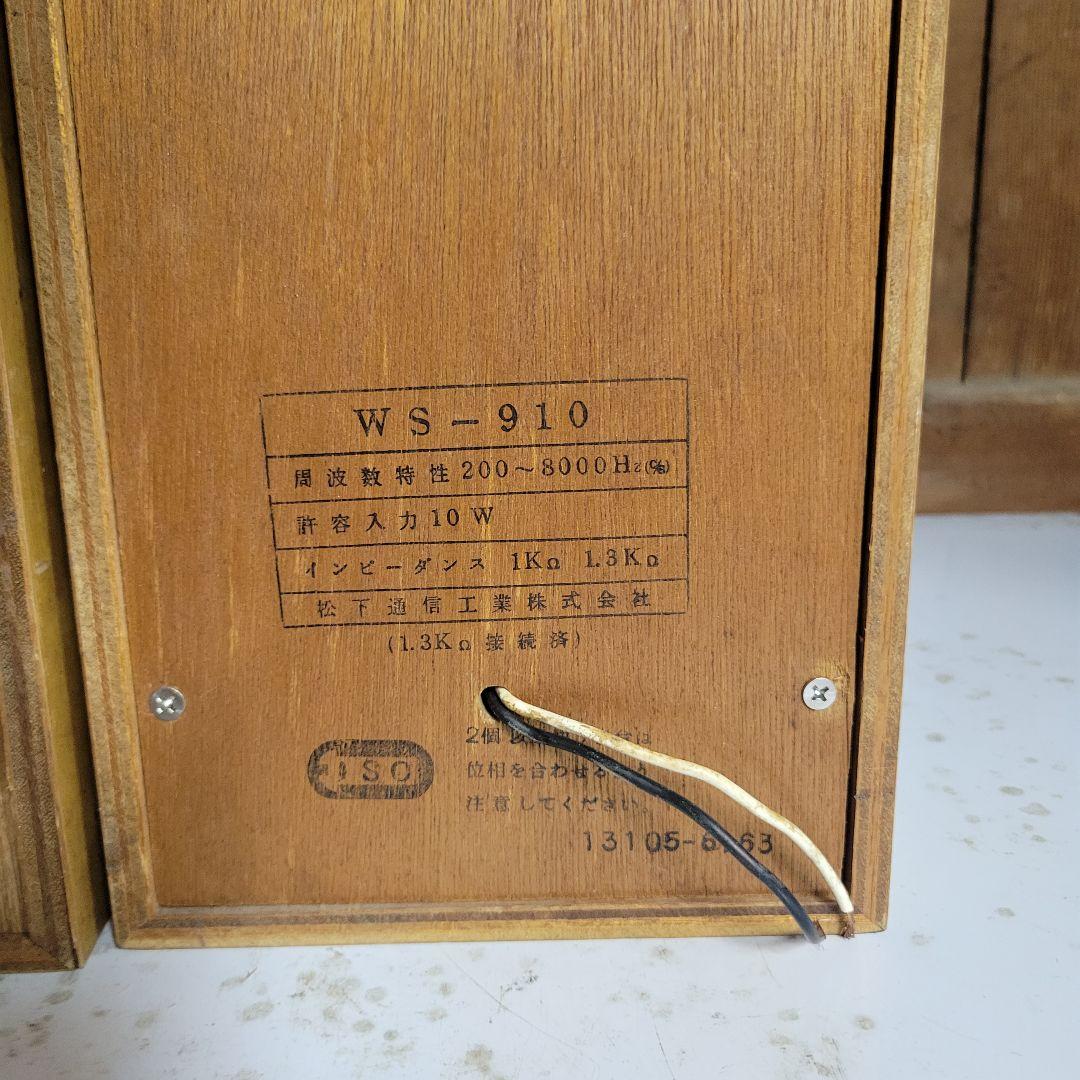 WS-910
周波数特性 200～8000Hz(%)
許容入力 10W
インピーダンス 1KΩ 1.3KΩ
松下通信工業株式会社
(1.3KΩ 接続済)
2個
位相を合わせる
注意してください。
ISO
13105-6 63